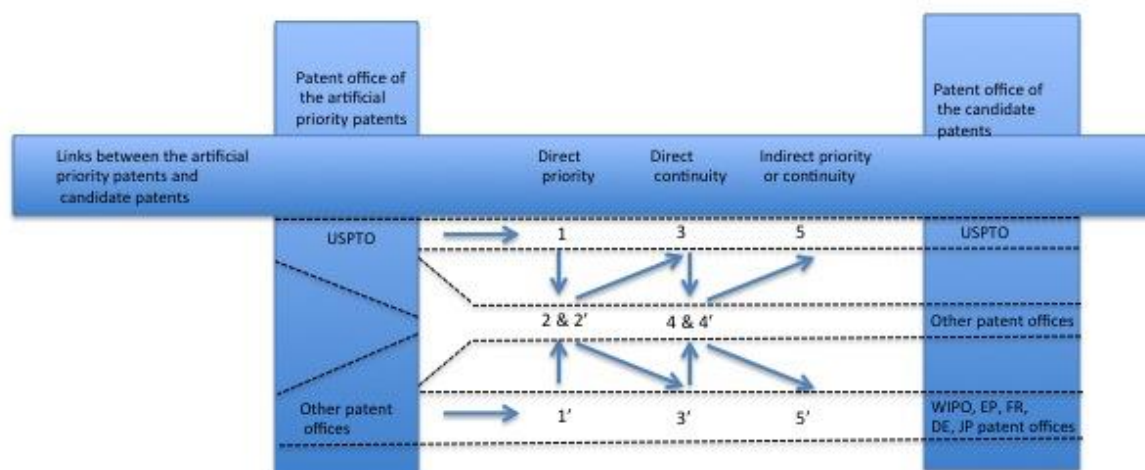 Patent office of
the artificial
priority patents
Patent office of
the candidate
patents
Links between the artificial
priority patents and
candidate patents
Direct
priority
Direct
continuity
Indirect priority
or continuity
USPTO
1
3
5
USPTO
2 & 2'
4 & 4'
Other patent offices
Other patent
offices
1'
3'
5'
WIPO, EP, FR,
DE, JP patent offices